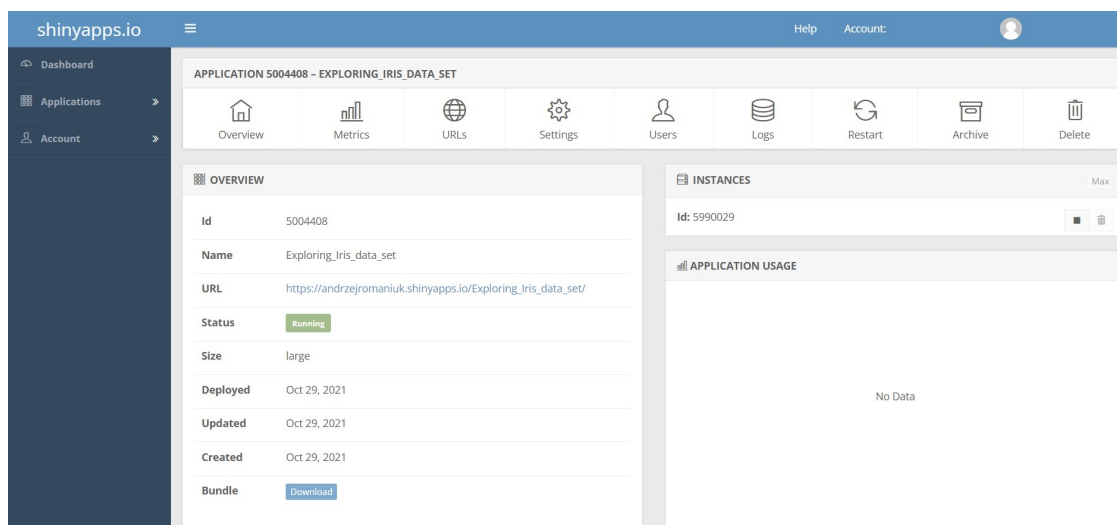 shinyapps.io
Help Account:
Dashboard
Applications
Account
APPLICATION 5004408 – EXPLORING_IRIS_DATA_SET
Overview Metrics URLs Settings Users Logs Restart Archive Delete
OVERVIEW
Id 5004408
Name Exploring_Iris_data_set
URL https://andrzejromaniuk.shinyapps.io/Exploring_Iris_data_set/
Status Running
Size large
Deployed Oct 29, 2021
Updated Oct 29, 2021
Created Oct 29, 2021
Bundle Download
INSTANCES Max
Id: 5990029
APPLICATION USAGE
No Data